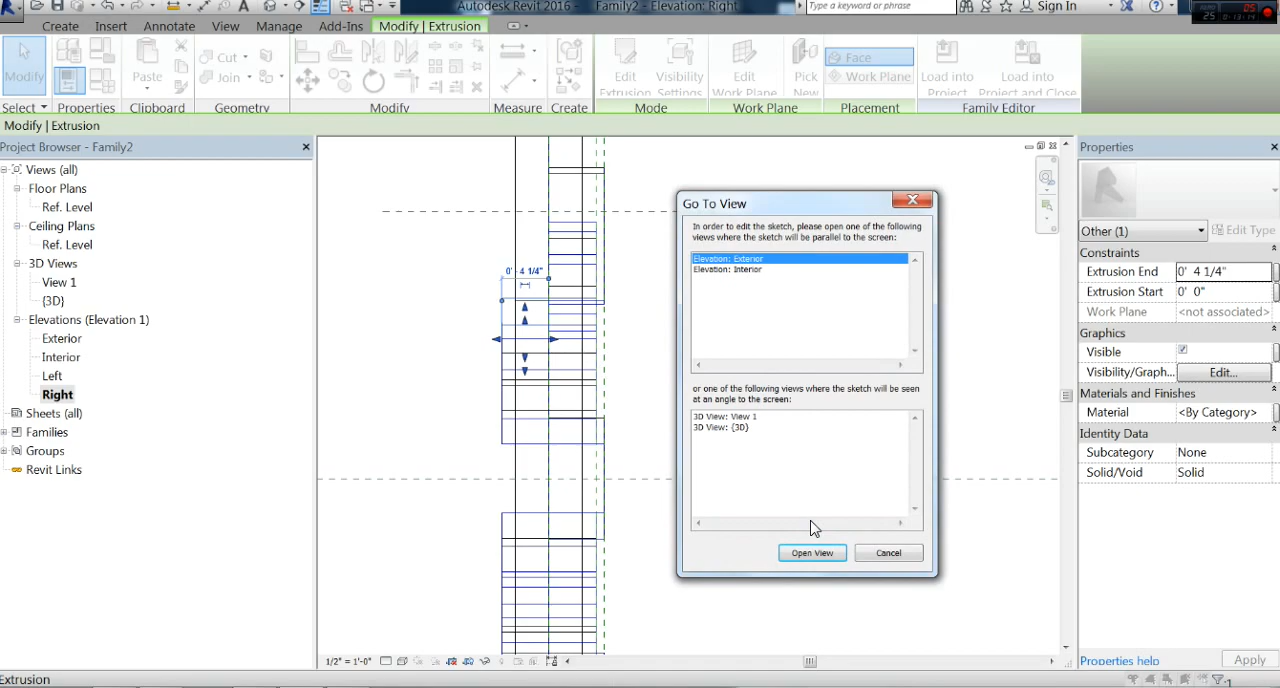 Autodesk Revit 2016 - Family2 - Elevation: Right
Type a keyword or phrase
Sign In
Create Insert Annotate View Manage Add-Ins Modify | Extrusion
Modify Paste Cut Join Edit Extrusion Visibility Settings Edit Work Plane Pick New Face Work Plane Load into Project Load into Project and Close
Select Properties Clipboard Geometry Modify Measure Create Mode Work Plane Placement Family Editor
Modify | Extrusion
Project Browser - Family2
Views (all)
Floor Plans
Ref. Level
Ceiling Plans
Ref. Level
3D Views
View 1
{3D}
Elevations (Elevation 1)
Exterior
Interior
Left
Right
Sheets (all)
Families
Groups
Revit Links
0' 4 1/4"
Go To View
In order to edit the sketch, please open one of the following
views where the sketch will be parallel to the screen:
Elevation: Exterior
Elevation: Interior
or one of the following views where the sketch will be seen
at an angle to the screen:
3D View: View 1
3D View: {3D}
Open View Cancel
Properties
Other (1) Edit Type
Constraints
Extrusion End 0' 4 1/4"
Extrusion Start 0' 0"
Work Plane <not associated>
Graphics
Visible
Visibility/Graph... Edit...
Materials and Finishes
Material <By Category>
Identity Data
Subcategory None
Solid/Void Solid
Properties help Apply
1/2" = 1'-0"
Extrusion